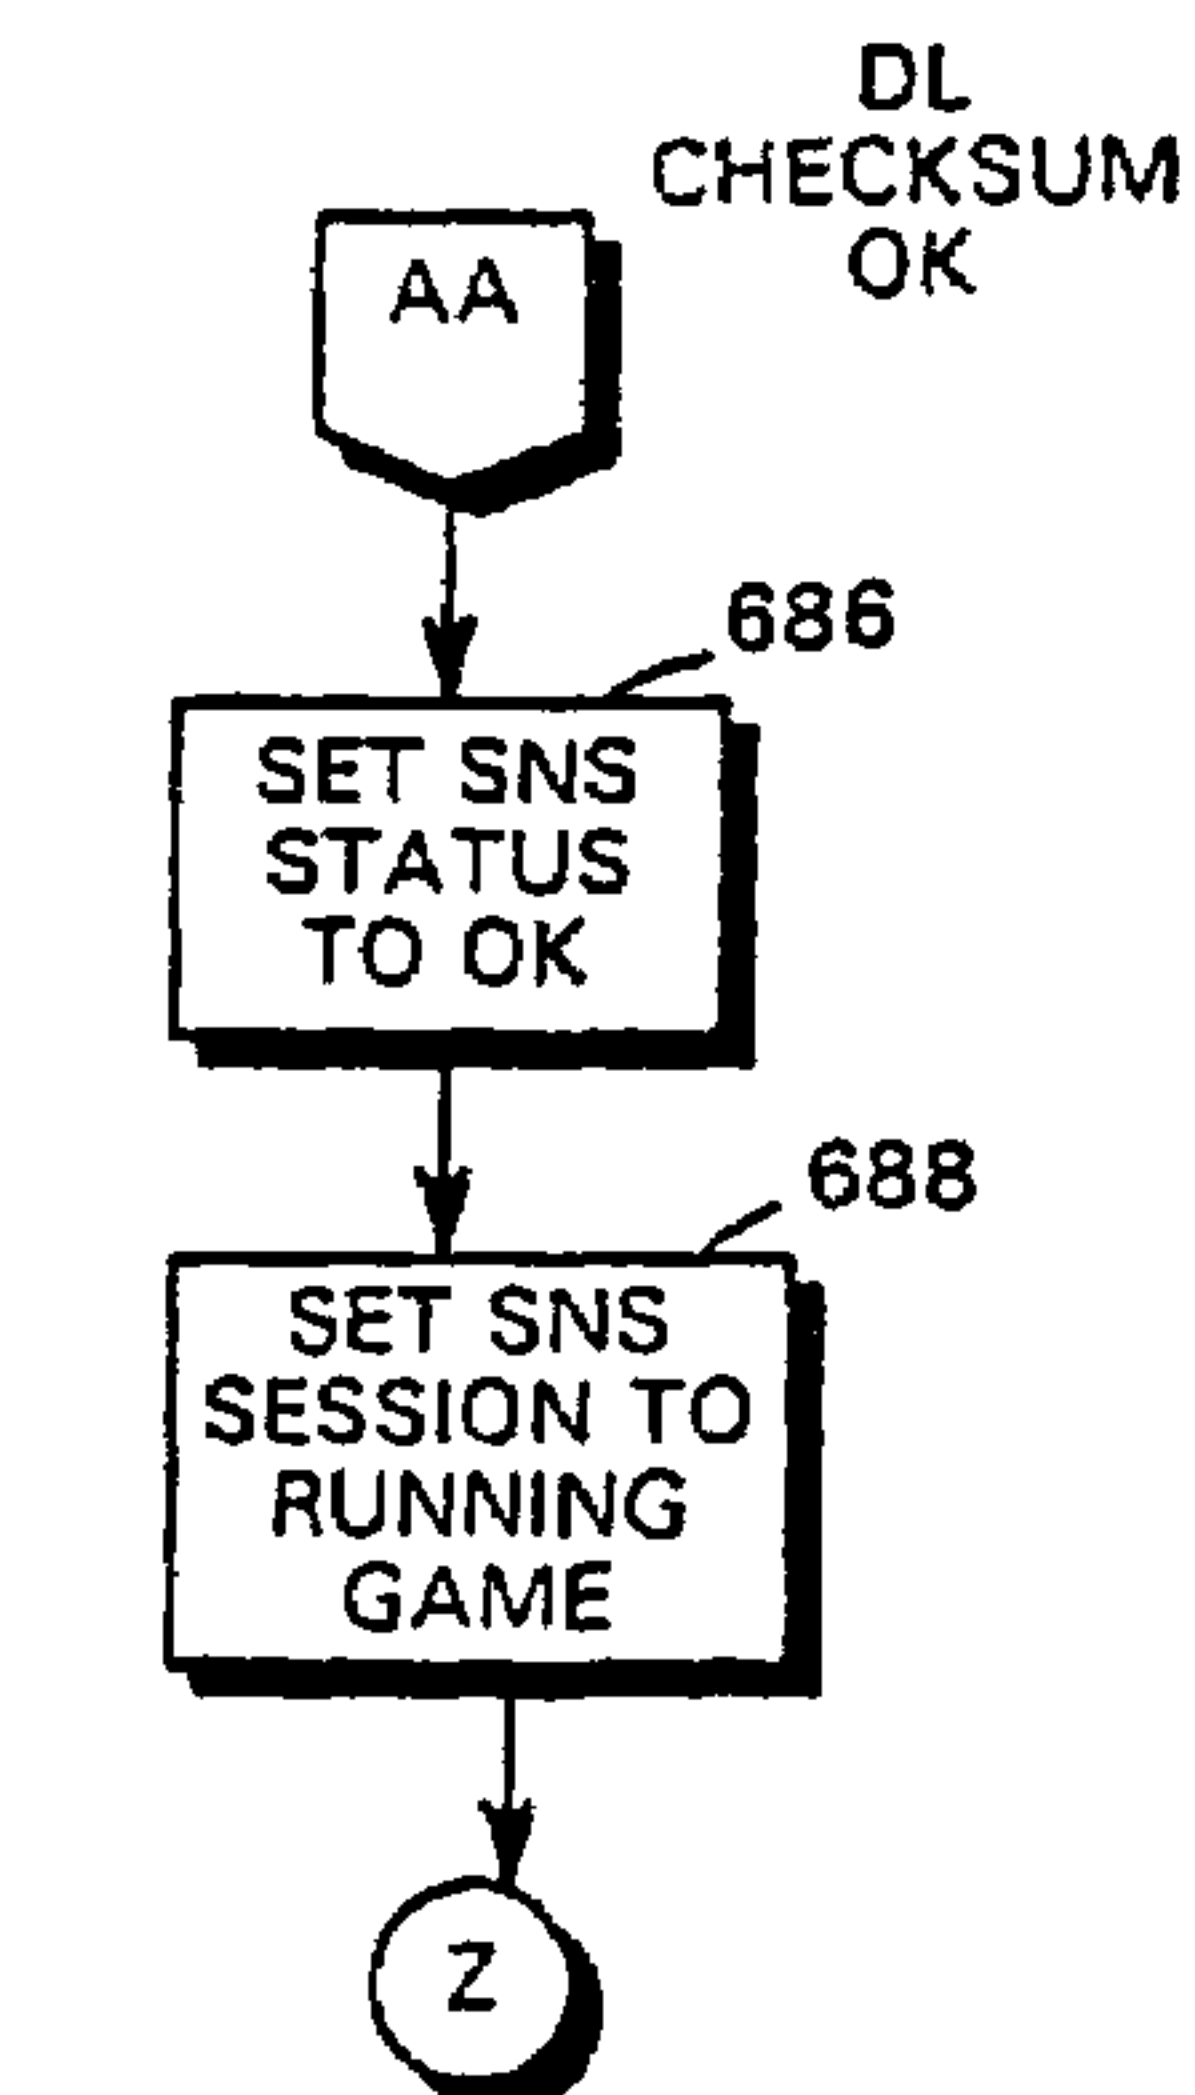 DL
CHECKSUM
OK
AA
686
SET SNS
STATUS
TO OK
688
SET SNS
SESSION TO
RUNNING
GAME
Z